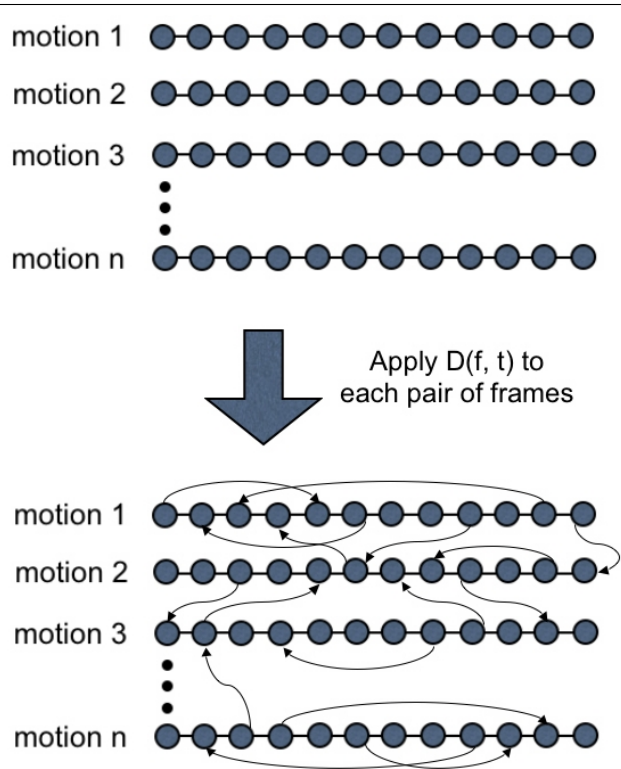 motion 1
motion 2
motion 3
motion n
Apply D(f, t) to
each pair of frames
motion 1
motion 2
motion 3
motion n